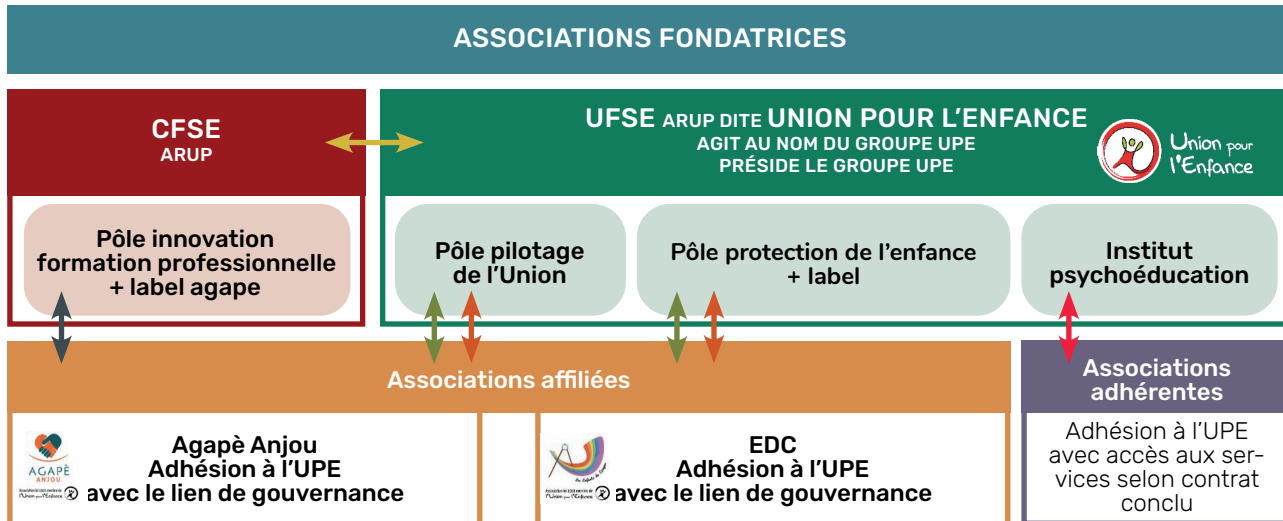 ASSOCIATIONS FONDATRICES
CFSE
ARUP
UFSE ARUP DITE UNION POUR L'ENFANCE
AGIT AU NOM DU GROUPE UPE
PRÉSIDE LE GROUPE UPE
Union pour
l'Enfance
Pôle innovation
formation professionnelle
+ label agape
Pôle pilotage
de l'Union
Pôle protection de l'enfance
+ label
Institut
psychoéducation
Associations affiliées
Associations
adhérentes
AGAPÈ
ANJOU
Agapè Anjou
Adhésion à l'UPE
avec le lien de gouvernance
EDC
Adhésion à l'UPE
avec le lien de gouvernance
Adhésion à l'UPE
avec accès aux ser-
vices selon contrat
conclu